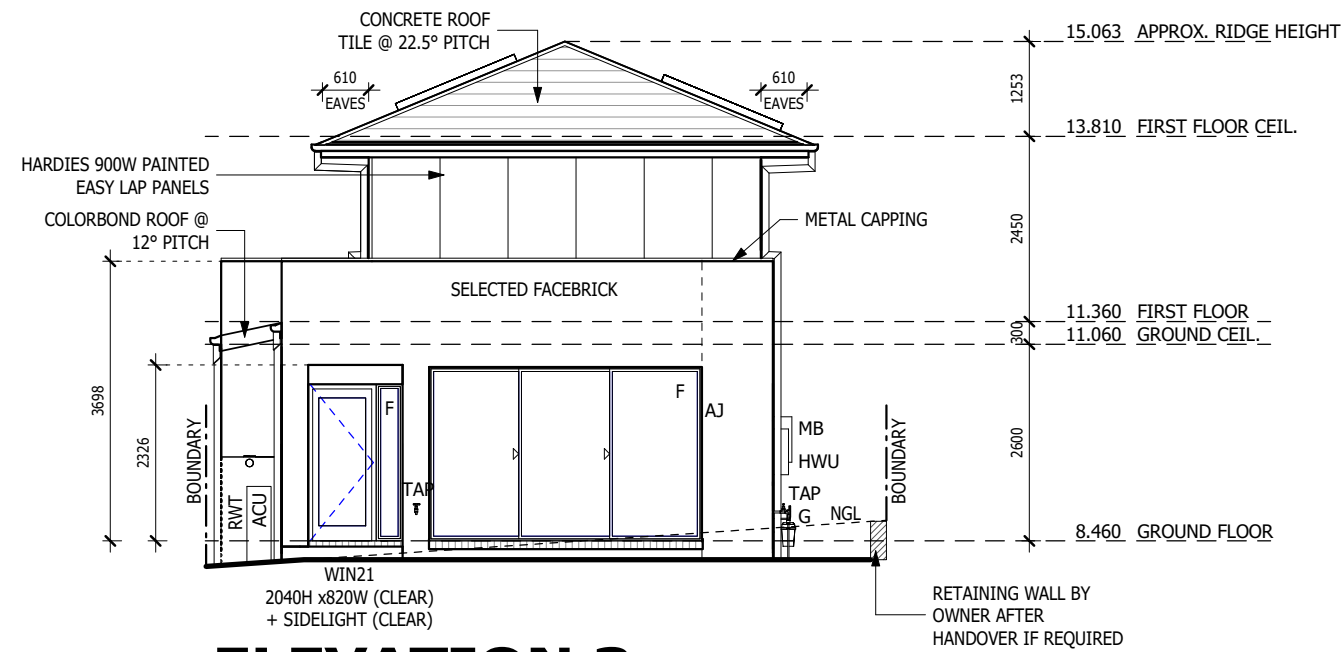 CONCRETE ROOF
TILE @ 22.5° PITCH
15.063 APPROX. RIDGE HEIGHT
610
EAVES
610
EAVES
1253
13.810 FIRST FLOOR CEIL.
HARDIES 900W PAINTED
EASY LAP PANELS
COLORBOND ROOF @
12° PITCH
METAL CAPPING
2450
SELECTED FACEBRICK
11.360 FIRST FLOOR
300
11.060 GROUND CEIL.
3698
2326
F
F
AJ
MB
HWU
2600
BOUNDARY
RWT
ACU
TAP
TAP
G
NGL
BOUNDARY
8.460 GROUND FLOOR
WIN21
2040H x820W (CLEAR)
+ SIDELIGHT (CLEAR)
RETAINING WALL BY
OWNER AFTER
HANDOVER IF REQUIRED